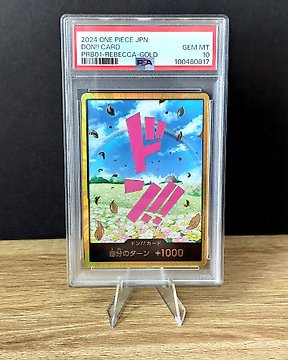 2024 ONE PIECE JPN.
DON!! CARD
PRB01-REBECCA-GOLD
GEM MT
10
100480817
PSA
ドン!!
ドン!!カード
自分のターン +1000